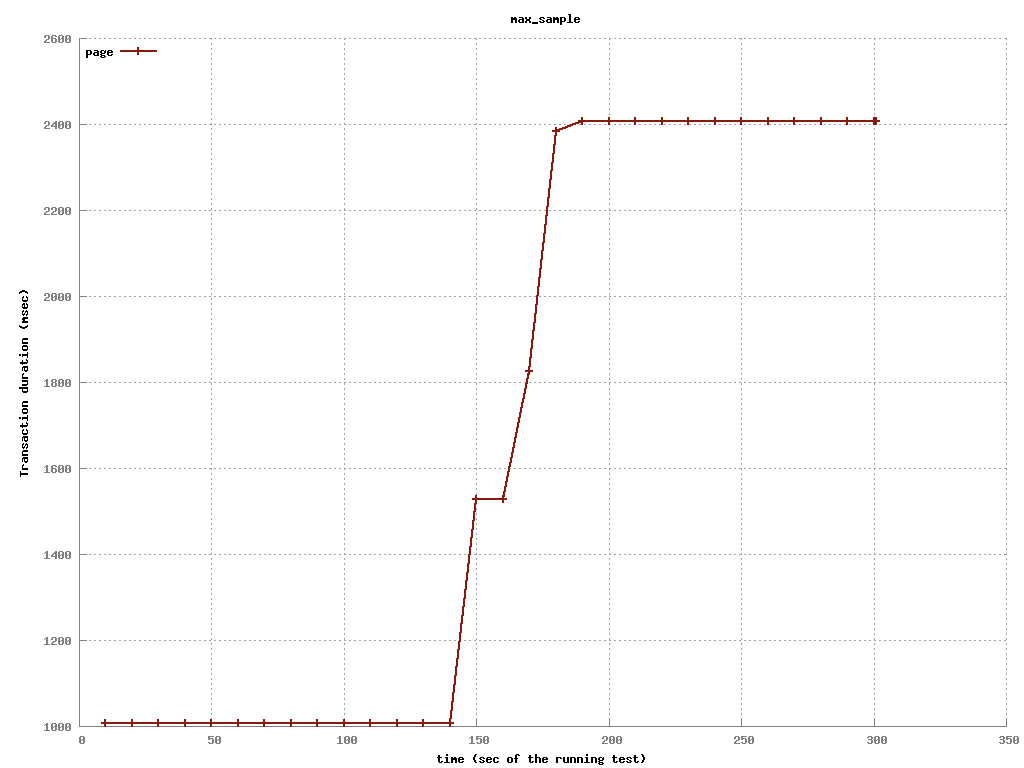 max_sample
page
2600
2400
2200
2000
1800
1600
1400
1200
1000
Transaction duration (msec)
0 50 100 150 200 250 300 350
time (sec of the running test)